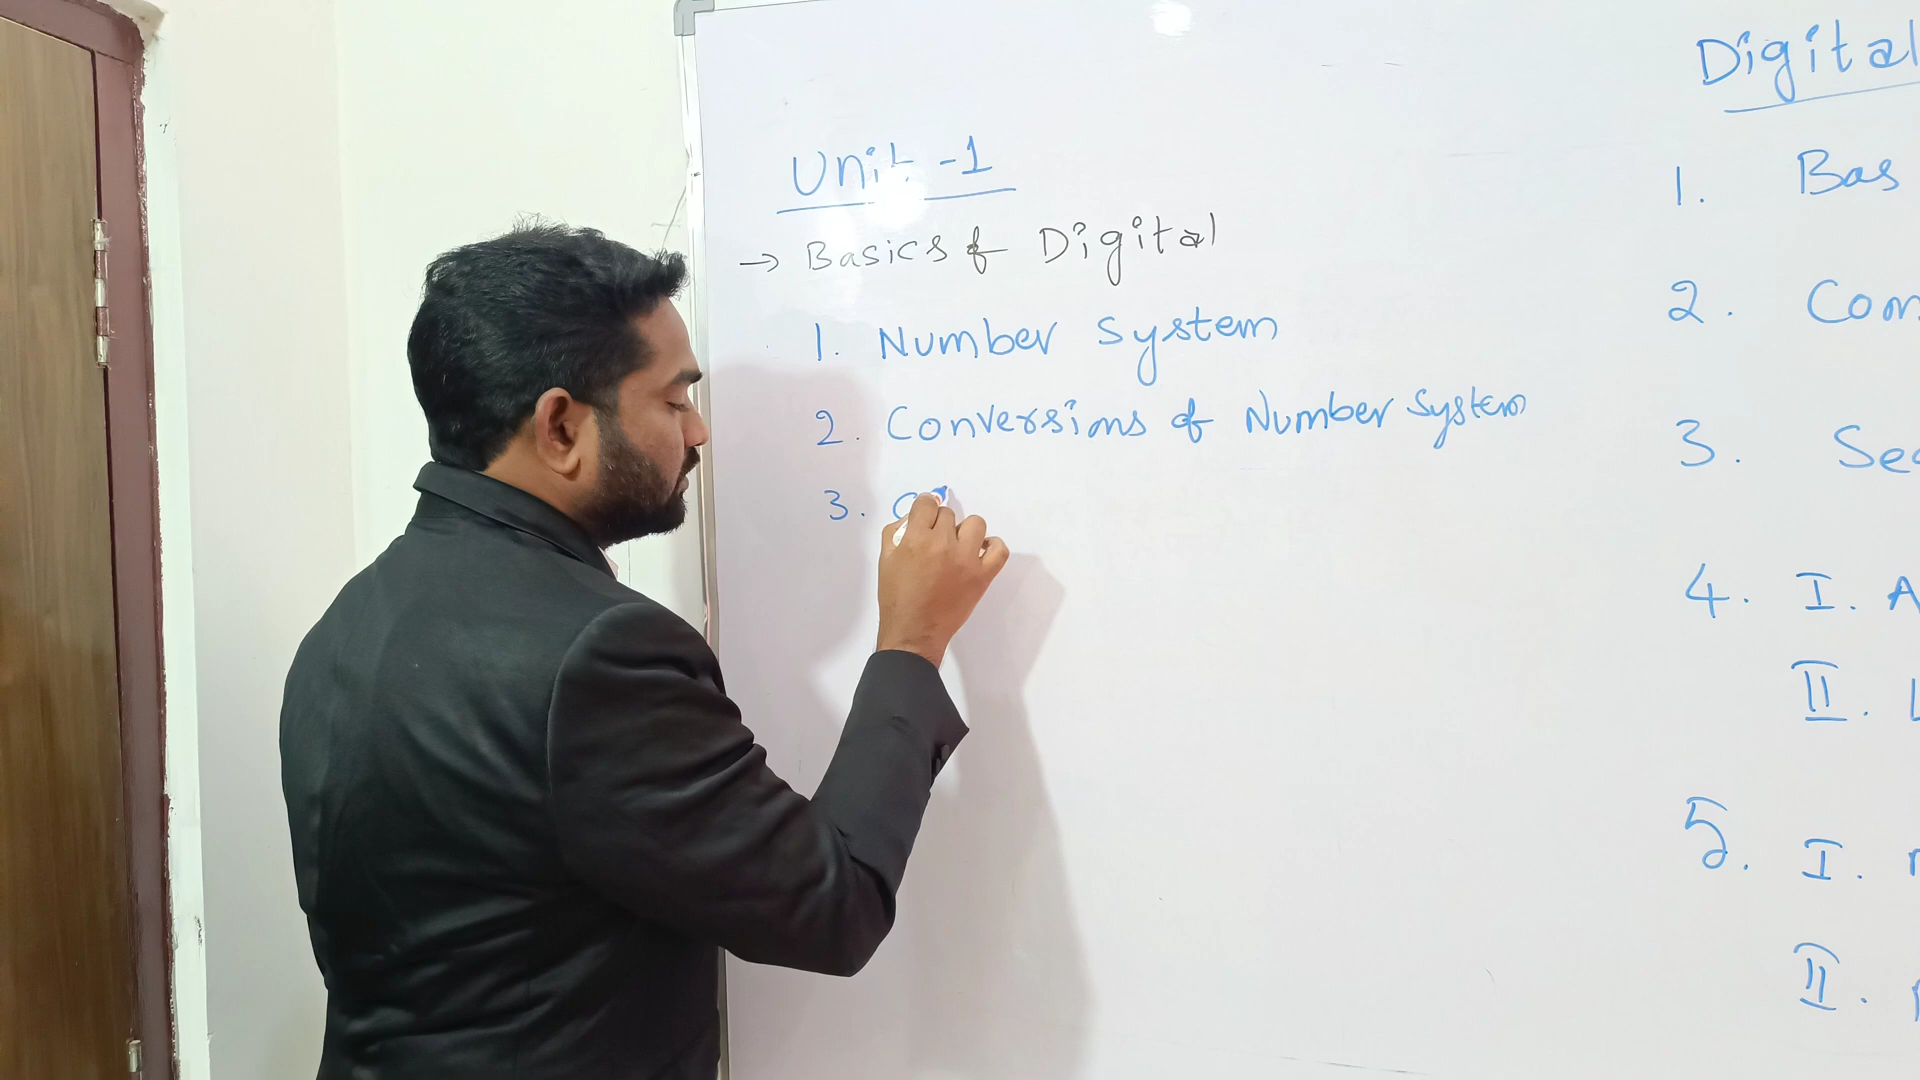 Unit-1
→ Basics of Digital
1. Number System
2. Conversions of Number System
3. C
Digital
1. Bas
2. Com
3. Se
4. I. A
II. L
5. I.
II.